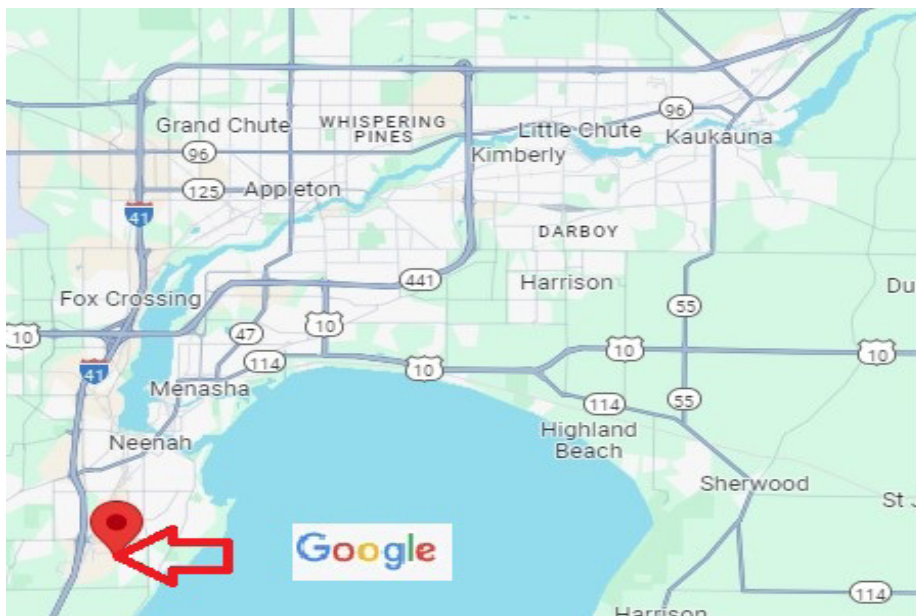 96
Grand Chute
WHISPERING
PINES
Little Chute
Kaukauna
96
Kimberly
125
Appleton
41
DARBOY
441
Harrison
Du
Fox Crossing
55
10
47
10
114
10
10
41
10
Menasha
114
55
Highland
Beach
Neenah
Sherwood
St J
Google
114
Harrison